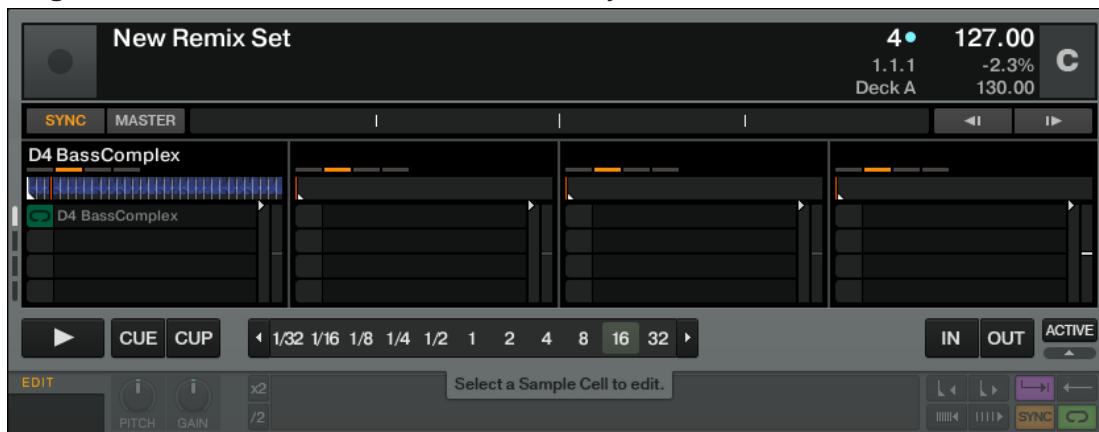 New Remix Set
4
127.00
1.1.1
-2.3%
C
Deck A
130.00
SYNC
MASTER
D4 BassComplex
D4 BassComplex
CUE
CUP
1/32 1/16 1/8 1/4 1/2 1 2 4 8 16 32
IN
OUT
ACTIVE
EDIT
Select a Sample Cell to edit.
x2
/2
PITCH
GAIN
SYNC